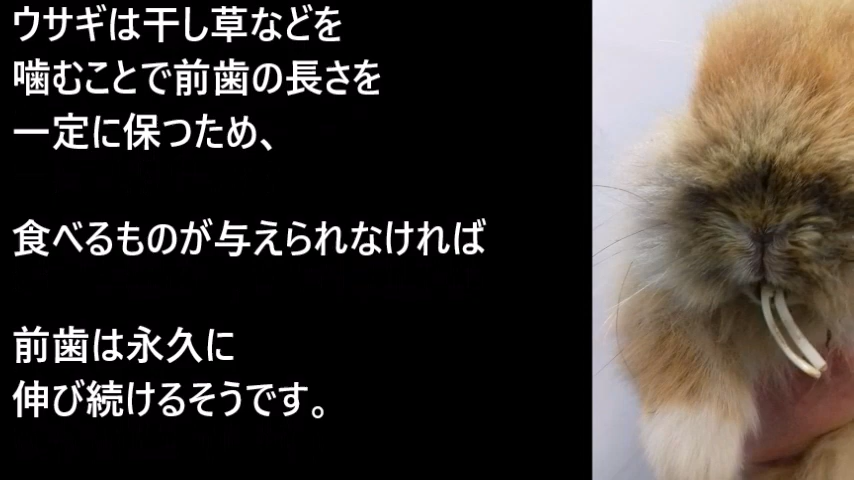 ウサギは干し草などを
噛むことで前歯の長さを
一定に保つため、
食べるものが与えられなければ
前歯は永久に
伸び続けるそうです。